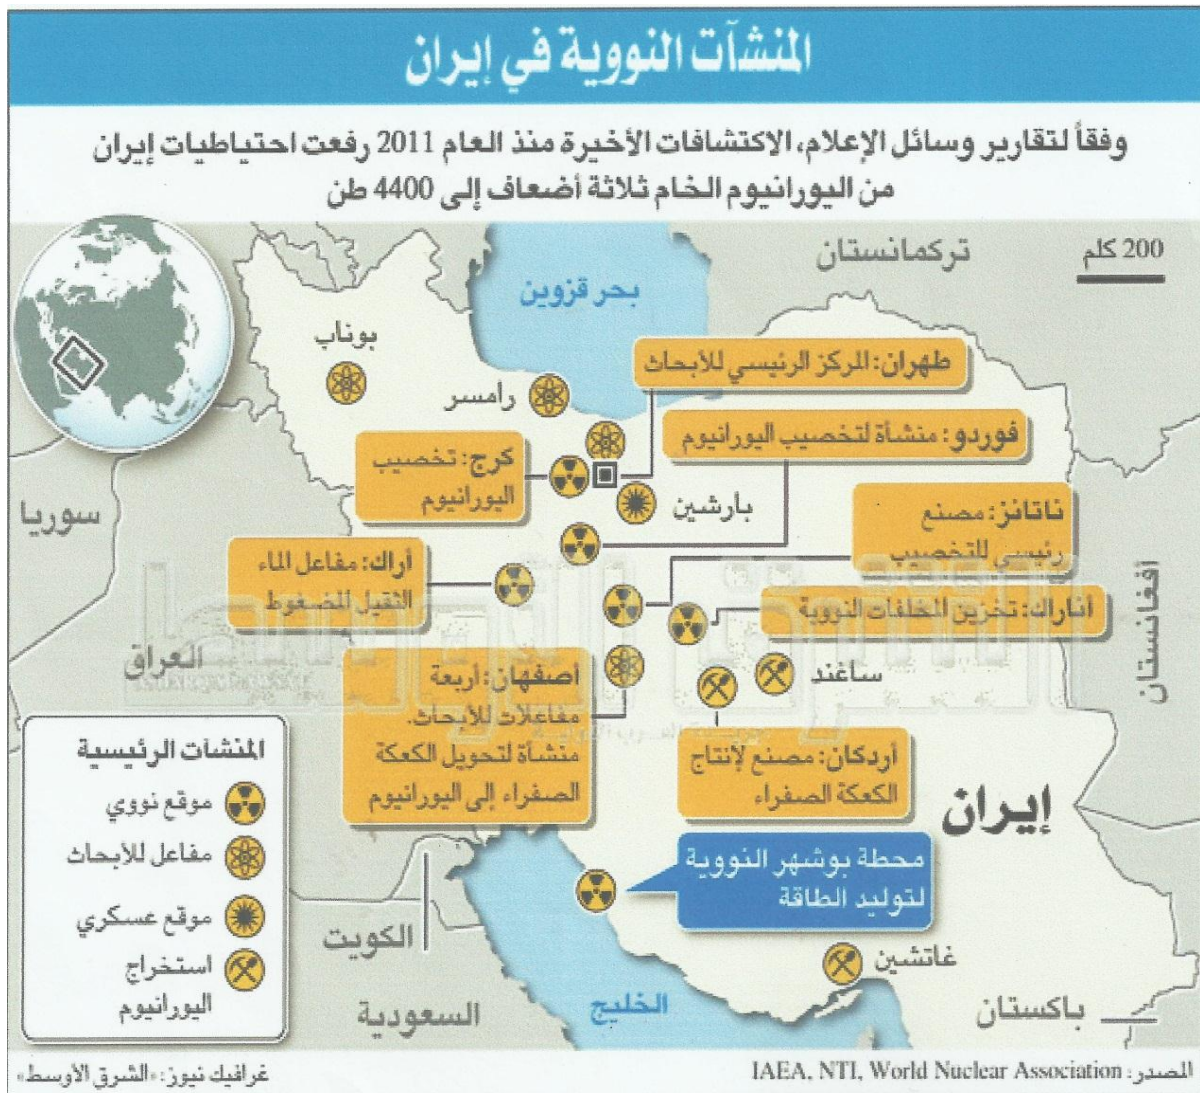 المنشآت النووية في إيران
وفقاً لتقارير وسائل الإعلام، الاكتشافات الأخيرة منذ العام 2011 رفعت احتياطيات إيران
من اليورانيوم الخام ثلاثة أضعاف إلى 4400 طن
تركمانستان
200 كلم
بحر قزوين
بوناب
رامسر
طهران: المركز الرئيسي للأبحاث
فوردو: منشأة لتخصيب اليورانيوم
كرج: تخصيب
اليورانيوم
بارشين
ناتانز: مصنع
رئيسي للتخصيب
سوريا
أراك: مفاعل الماء
الثقيل المضغوط
أناراك: تخزين المخلفات النووية
أفغانستان
العراق
ساغند
أصفهان: أربعة
مفاعلات للأبحاث.
منشأة لتحويل الكعكة
الصفراء إلى اليورانيوم
أردكان: مصنع لإنتاج
الكعكة الصفراء
إيران
المنشآت الرئيسية
موقع نووي
مفاعل للأبحاث
موقع عسكري
استخراج
اليورانيوم
محطة بوشهر النووية
لتوليد الطاقة
الكويت
غاتشين
السعودية
الخليج
باكستان
المصدر: IAEA, NTI, World Nuclear Association
غرافيك نيوز: «الشرق الأوسط»
الشرق الأوسط